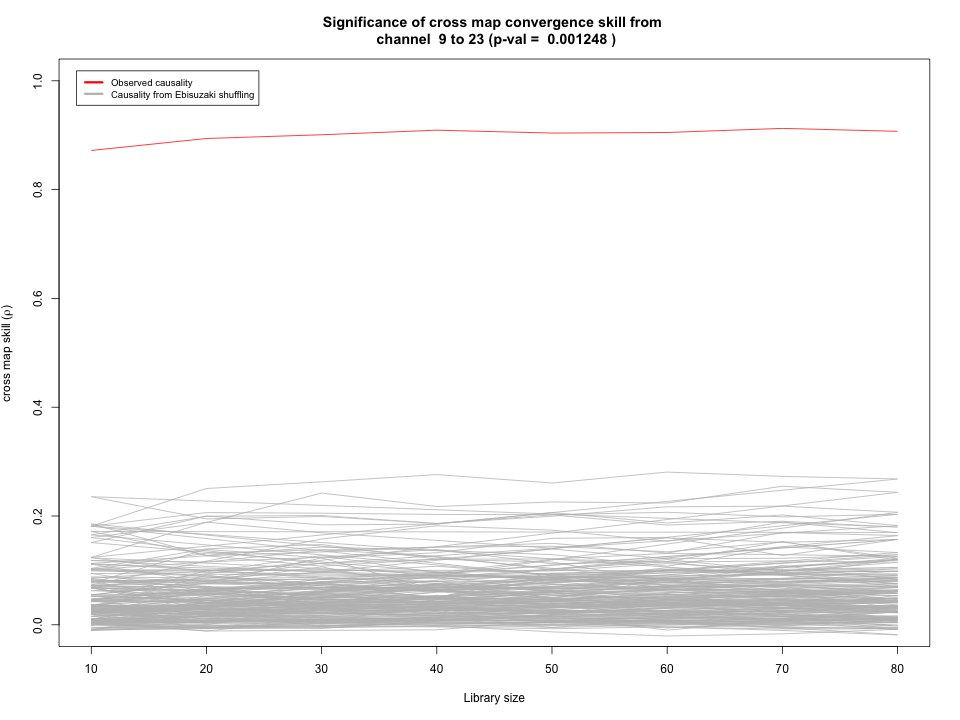 Significance of cross map convergence skill from
channel  9 to 23 (p-val =  0.001248 )
Observed causality
Causality from Ebisuzaki shuffling
1.0
0.8
0.6
0.4
0.2
0.0
cross map skill (ρ)
10 20 30 40 50 60 70 80
Library size